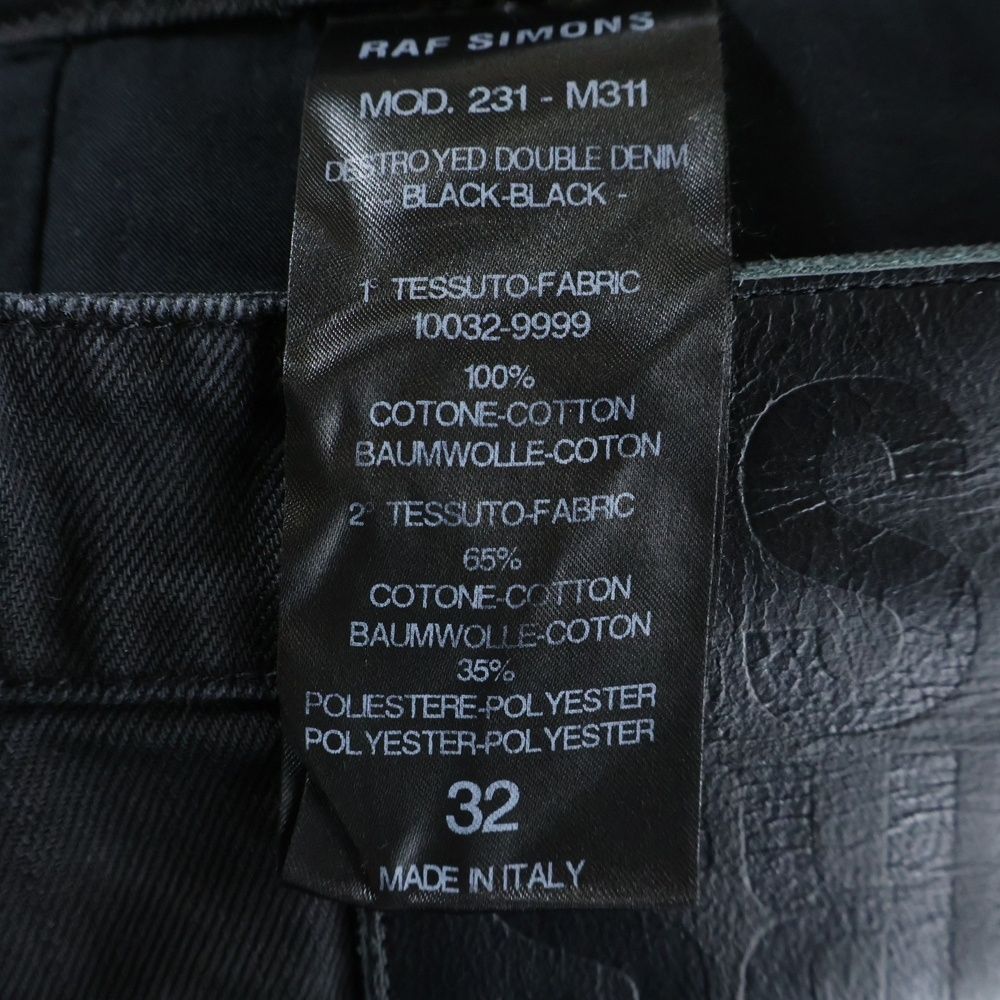 RAF SIMONS
MOD. 231 - M311
DESTROYED DOUBLE DENIM
- BLACK-BLACK -
1° TESSUTO-FABRIC
10032-9999
100%
COTONE-COTTON
BAUMWOLLE-COTON
2° TESSUTO-FABRIC
65%
COTONE-COTTON
BAUMWOLLE-COTON
35%
POLIESTERE-POLYESTER
POLYESTER-POLYESTER
32
MADE IN ITALY